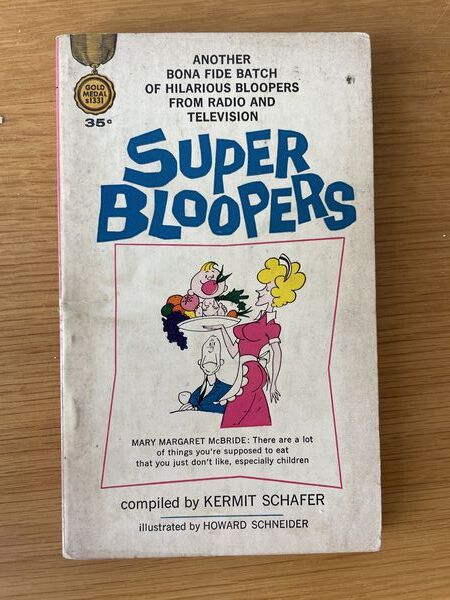 GOLD
MEDAL
s1331
35¢
ANOTHER
BONA FIDE BATCH
OF HILARIOUS BLOOPERS
FROM RADIO AND
TELEVISION
SUPER
BLOOPERS
MARY MARGARET McBRIDE: There are a lot
of things you're supposed to eat
that you just don't like, especially children
compiled by KERMIT SCHAFER
illustrated by HOWARD SCHNEIDER